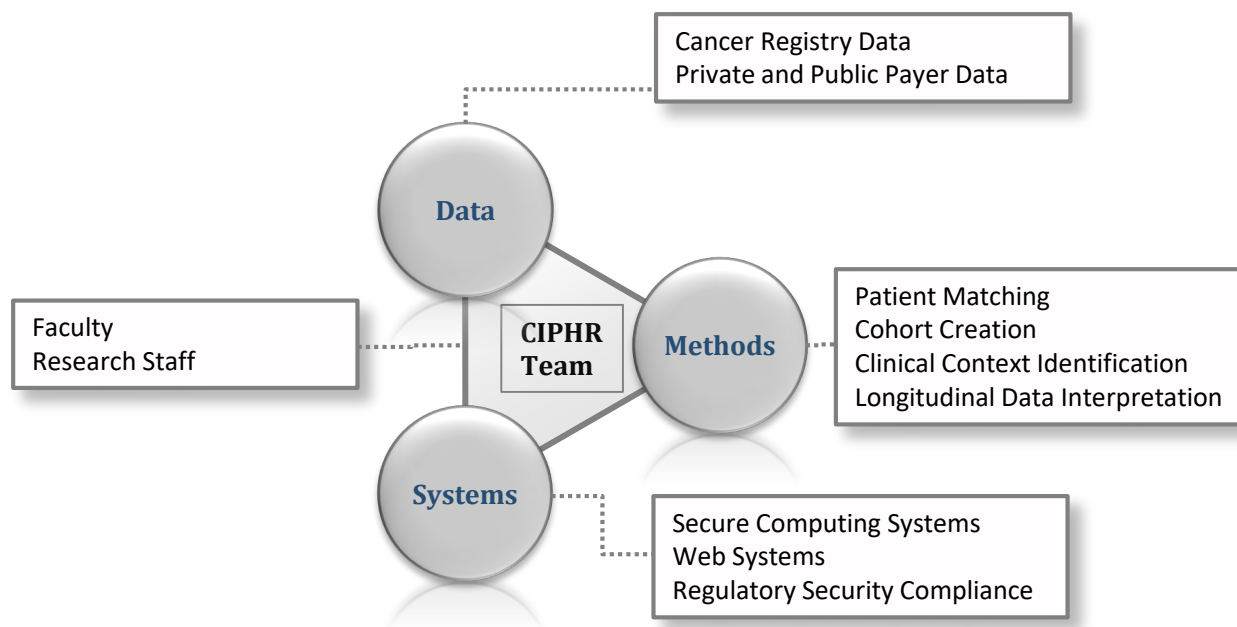 Cancer Registry Data
Private and Public Payer Data
Data
Faculty
Research Staff
CIPHR
Team
Methods
Patient Matching
Cohort Creation
Clinical Context Identification
Longitudinal Data Interpretation
Systems
Secure Computing Systems
Web Systems
Regulatory Security Compliance